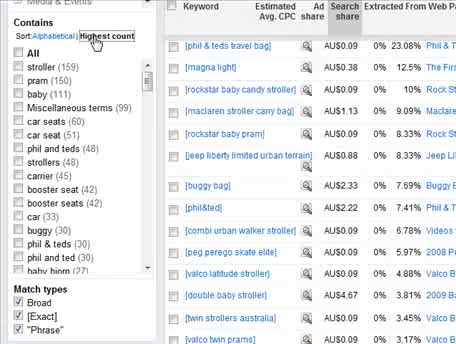 Media & Events
Contains
Sort: Alphabetical | Highest count
All
stroller (159)
pram (150)
baby (111)
Miscellaneous terms (99)
car seats (60)
car seat (51)
phil and teds (48)
strollers (48)
carrier (45)
booster seat (42)
booster seats (42)
car (33)
buggy (30)
phil & teds (30)
phil and ted (30)
baby bjorn (27)
Match types
Broad
[Exact]
"Phrase"
Keyword Estimated Avg. CPC Ad share Search share Extracted From Web Pa
[phil & teds travel bag] AU$0.09 0% 23.08% Phil & T
[magna light] AU$0.38 0% 12.5% The Firs
[rockstar baby candy stroller] AU$0.09 0% 10% Rock St
[maclaren stroller carry bag] AU$1.13 0% 9.09% Maclaren
[rockstar baby pram] AU$0.09 0% 8.33% Rock St
[jeep liberty limited urban terrain] AU$0.88 0% 8.33% Jeep Li
[buggy bag] AU$2.33 0% 7.69% Buggy B
[phil&ted] AU$2.22 0% 7.41% Phil & T
[combi urban walker stroller] AU$0.09 0% 6.78% Videos
[peg perego skate elite] AU$0.09 0% 5.97% 2008 P
[valco latitude stroller] AU$0.09 0% 4.88% Valco B
[double baby stroller] AU$4.67 0% 3.81% 2009 B
[twin strollers australia] AU$0.09 0% 3.45% Valco B
[valco twin prams] AU$0.09 0% 3.17% Valco B